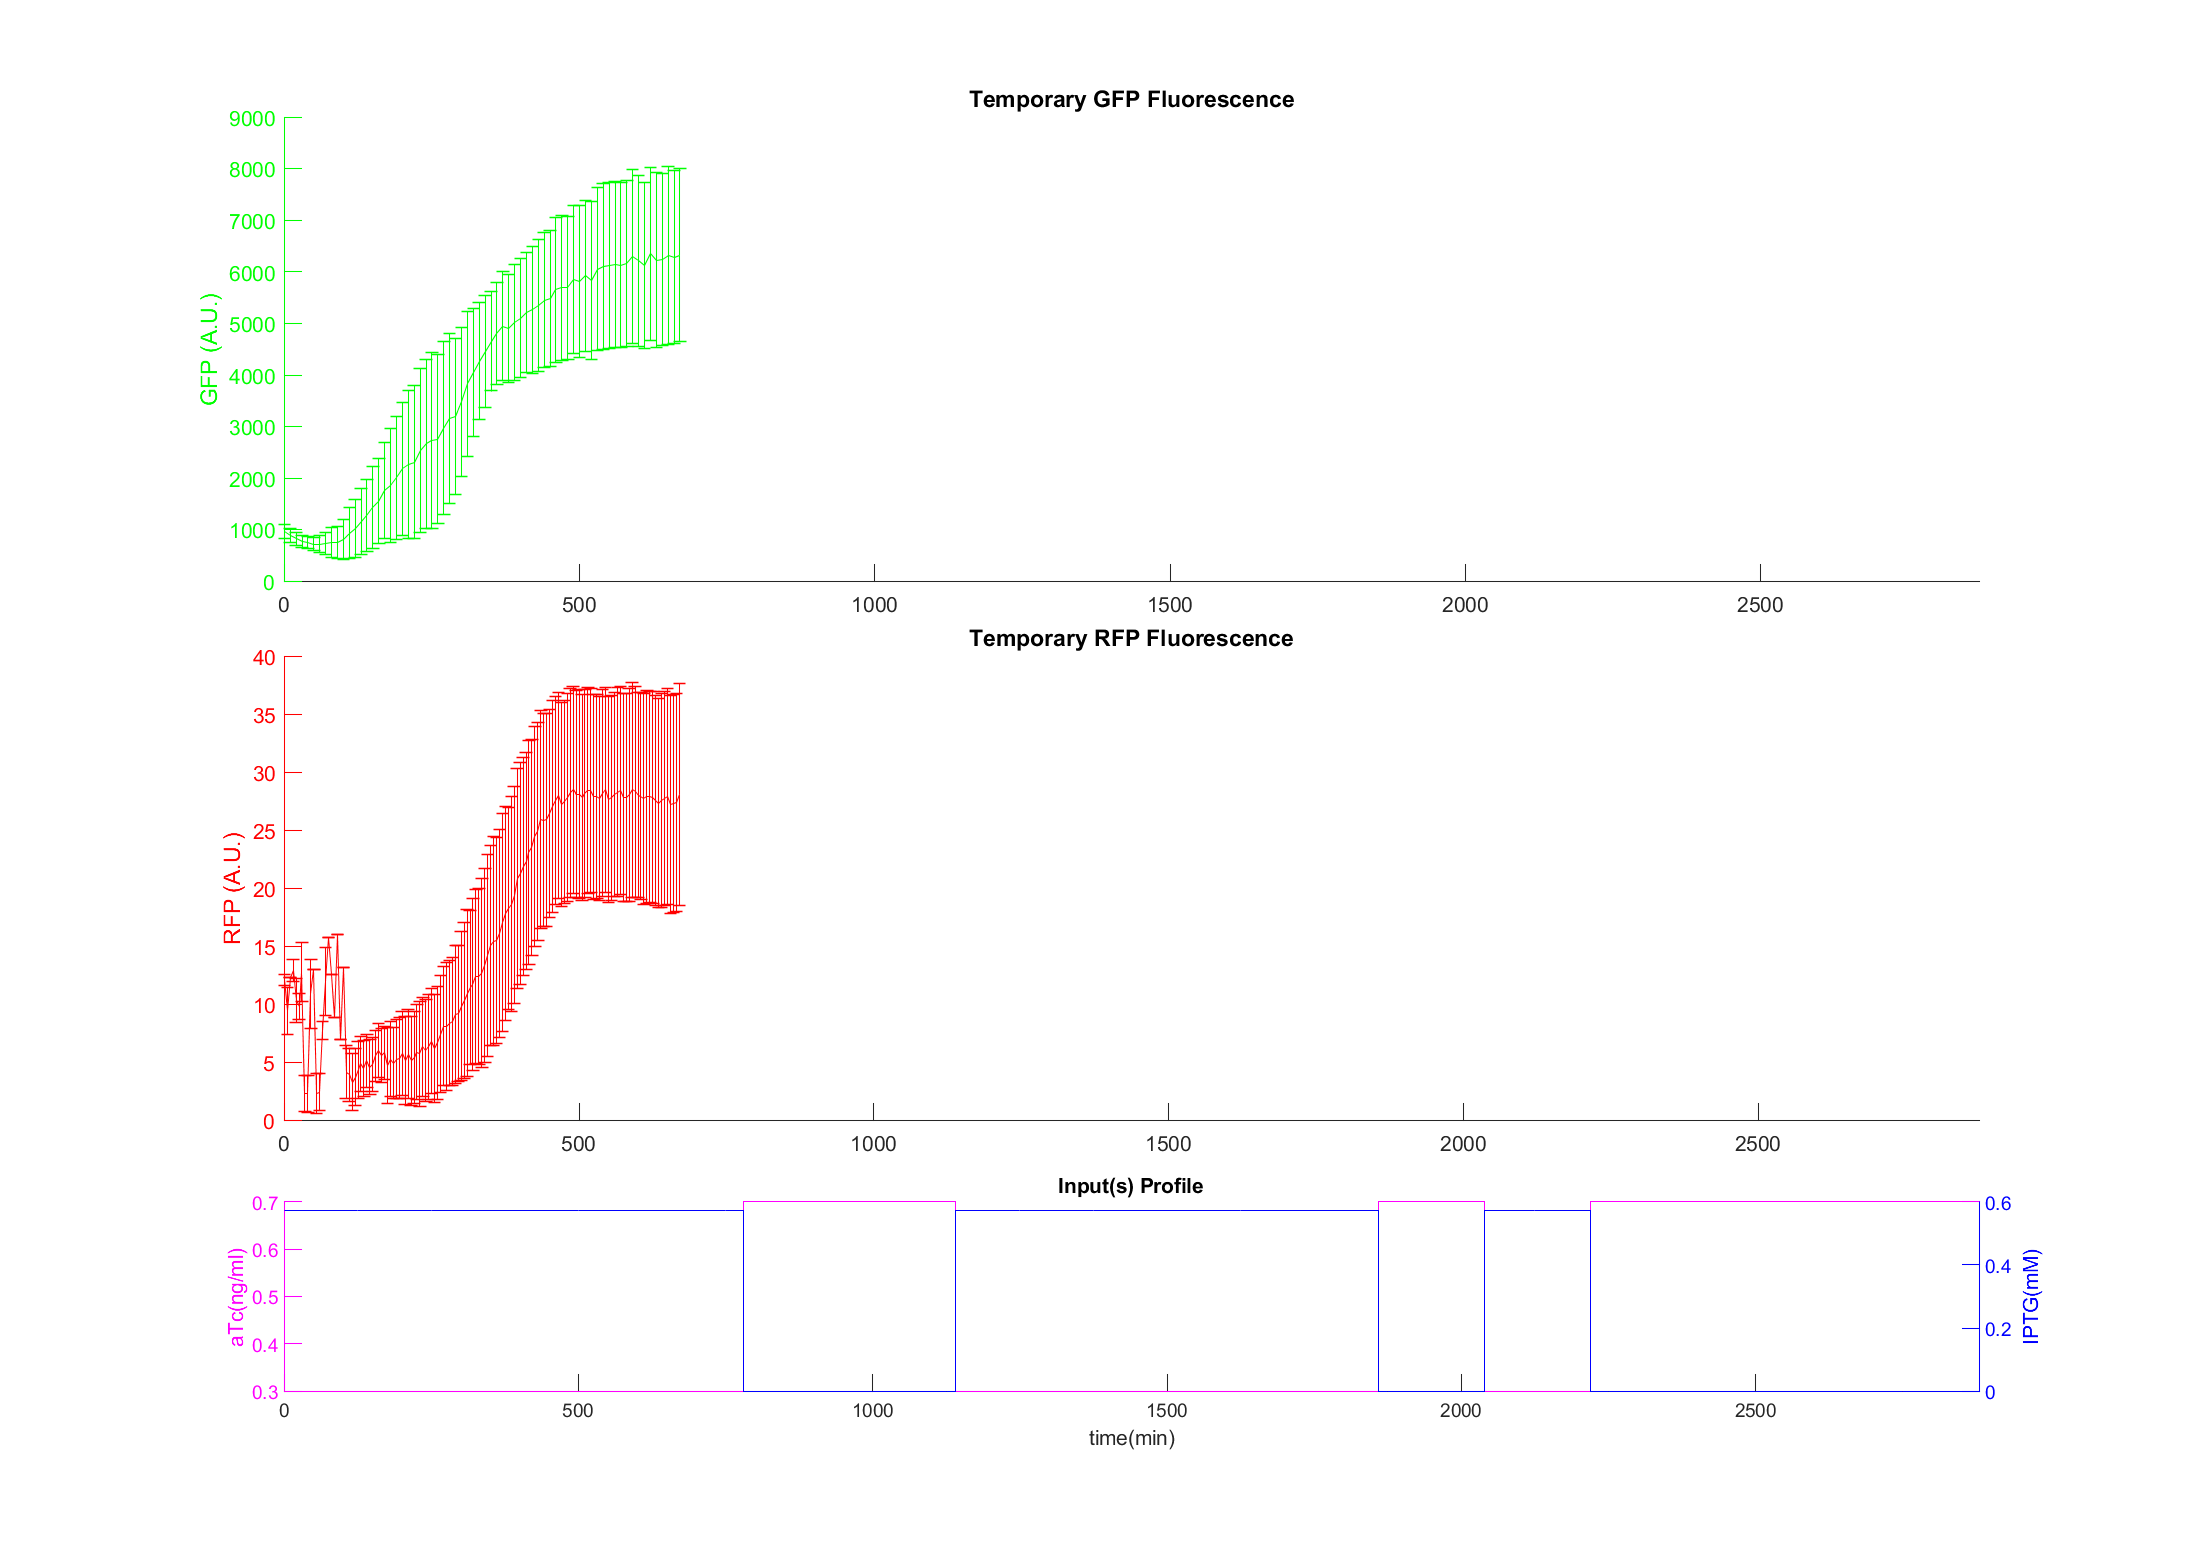 Temporary GFP Fluorescence
9000
8000
7000
6000
5000
4000
3000
2000
1000
0
GFP (A.U.)
0 500 1000 1500 2000 2500
Temporary RFP Fluorescence
40
35
30
25
20
15
10
5
0
RFP (A.U.)
0 500 1000 1500 2000 2500
Input(s) Profile
0.7
0.6
0.5
0.4
0.3
aTc(ng/ml)
0.6
0.4
0.2
0
IPTG(mM)
0 500 1000 1500 2000 2500
time(min)